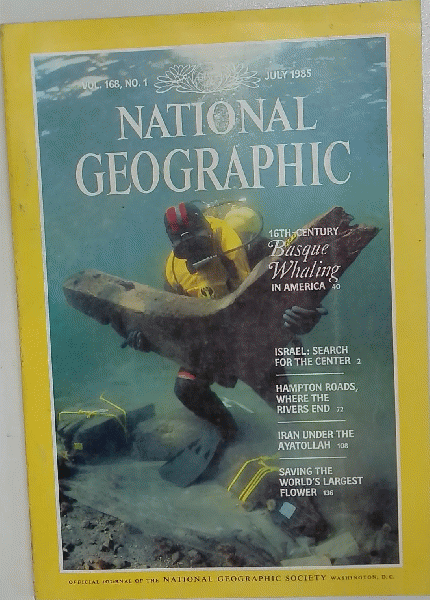 VOL. 168, NO. 1
JULY 1985
NATIONAL
GEOGRAPHIC
16TH-CENTURY
Basque
Whaling
IN AMERICA 40
ISRAEL: SEARCH
FOR THE CENTER 2
HAMPTON ROADS,
WHERE THE
RIVERS END 72
IRAN UNDER THE
AYATOLLAH 108
SAVING THE
WORLD'S LARGEST
FLOWER 136
OFFICIAL JOURNAL OF THE NATIONAL GEOGRAPHIC SOCIETY WASHINGTON, D.C.